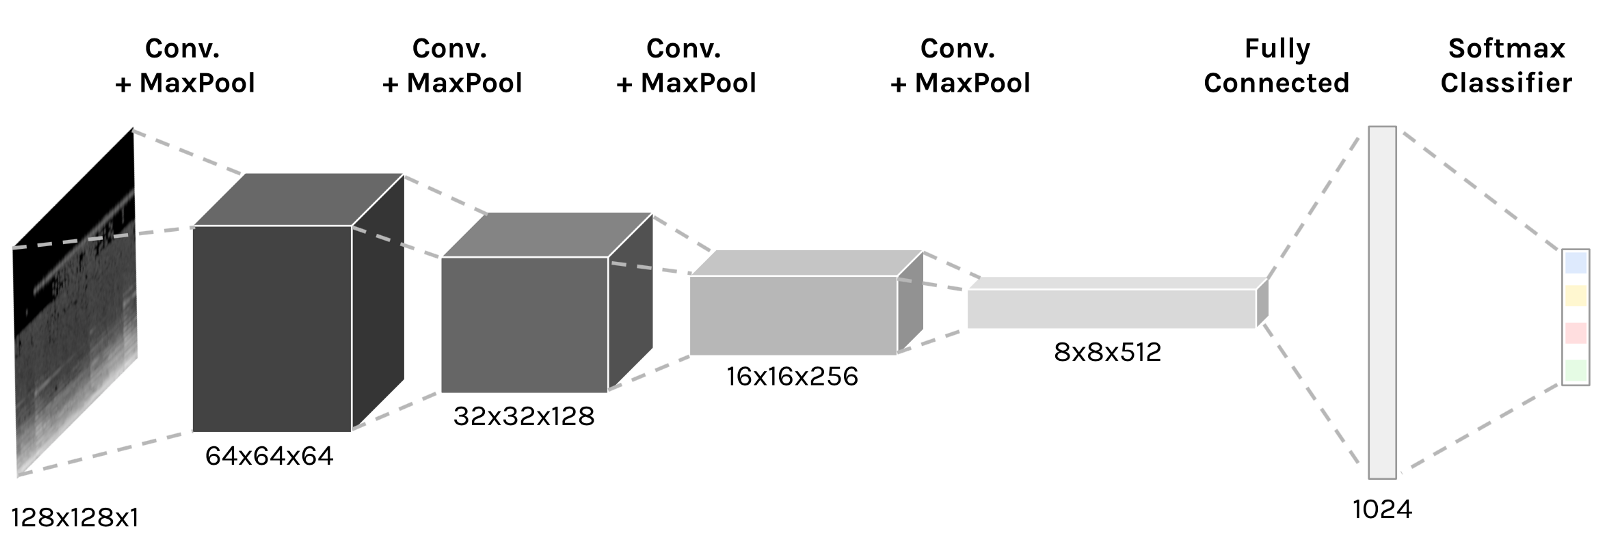 Conv.
+ MaxPool
Conv.
+ MaxPool
Conv.
+ MaxPool
Conv.
+ MaxPool
Fully
Connected
Softmax
Classifier
128x128x1
64x64x64
32x32x128
16x16x256
8x8x512
1024